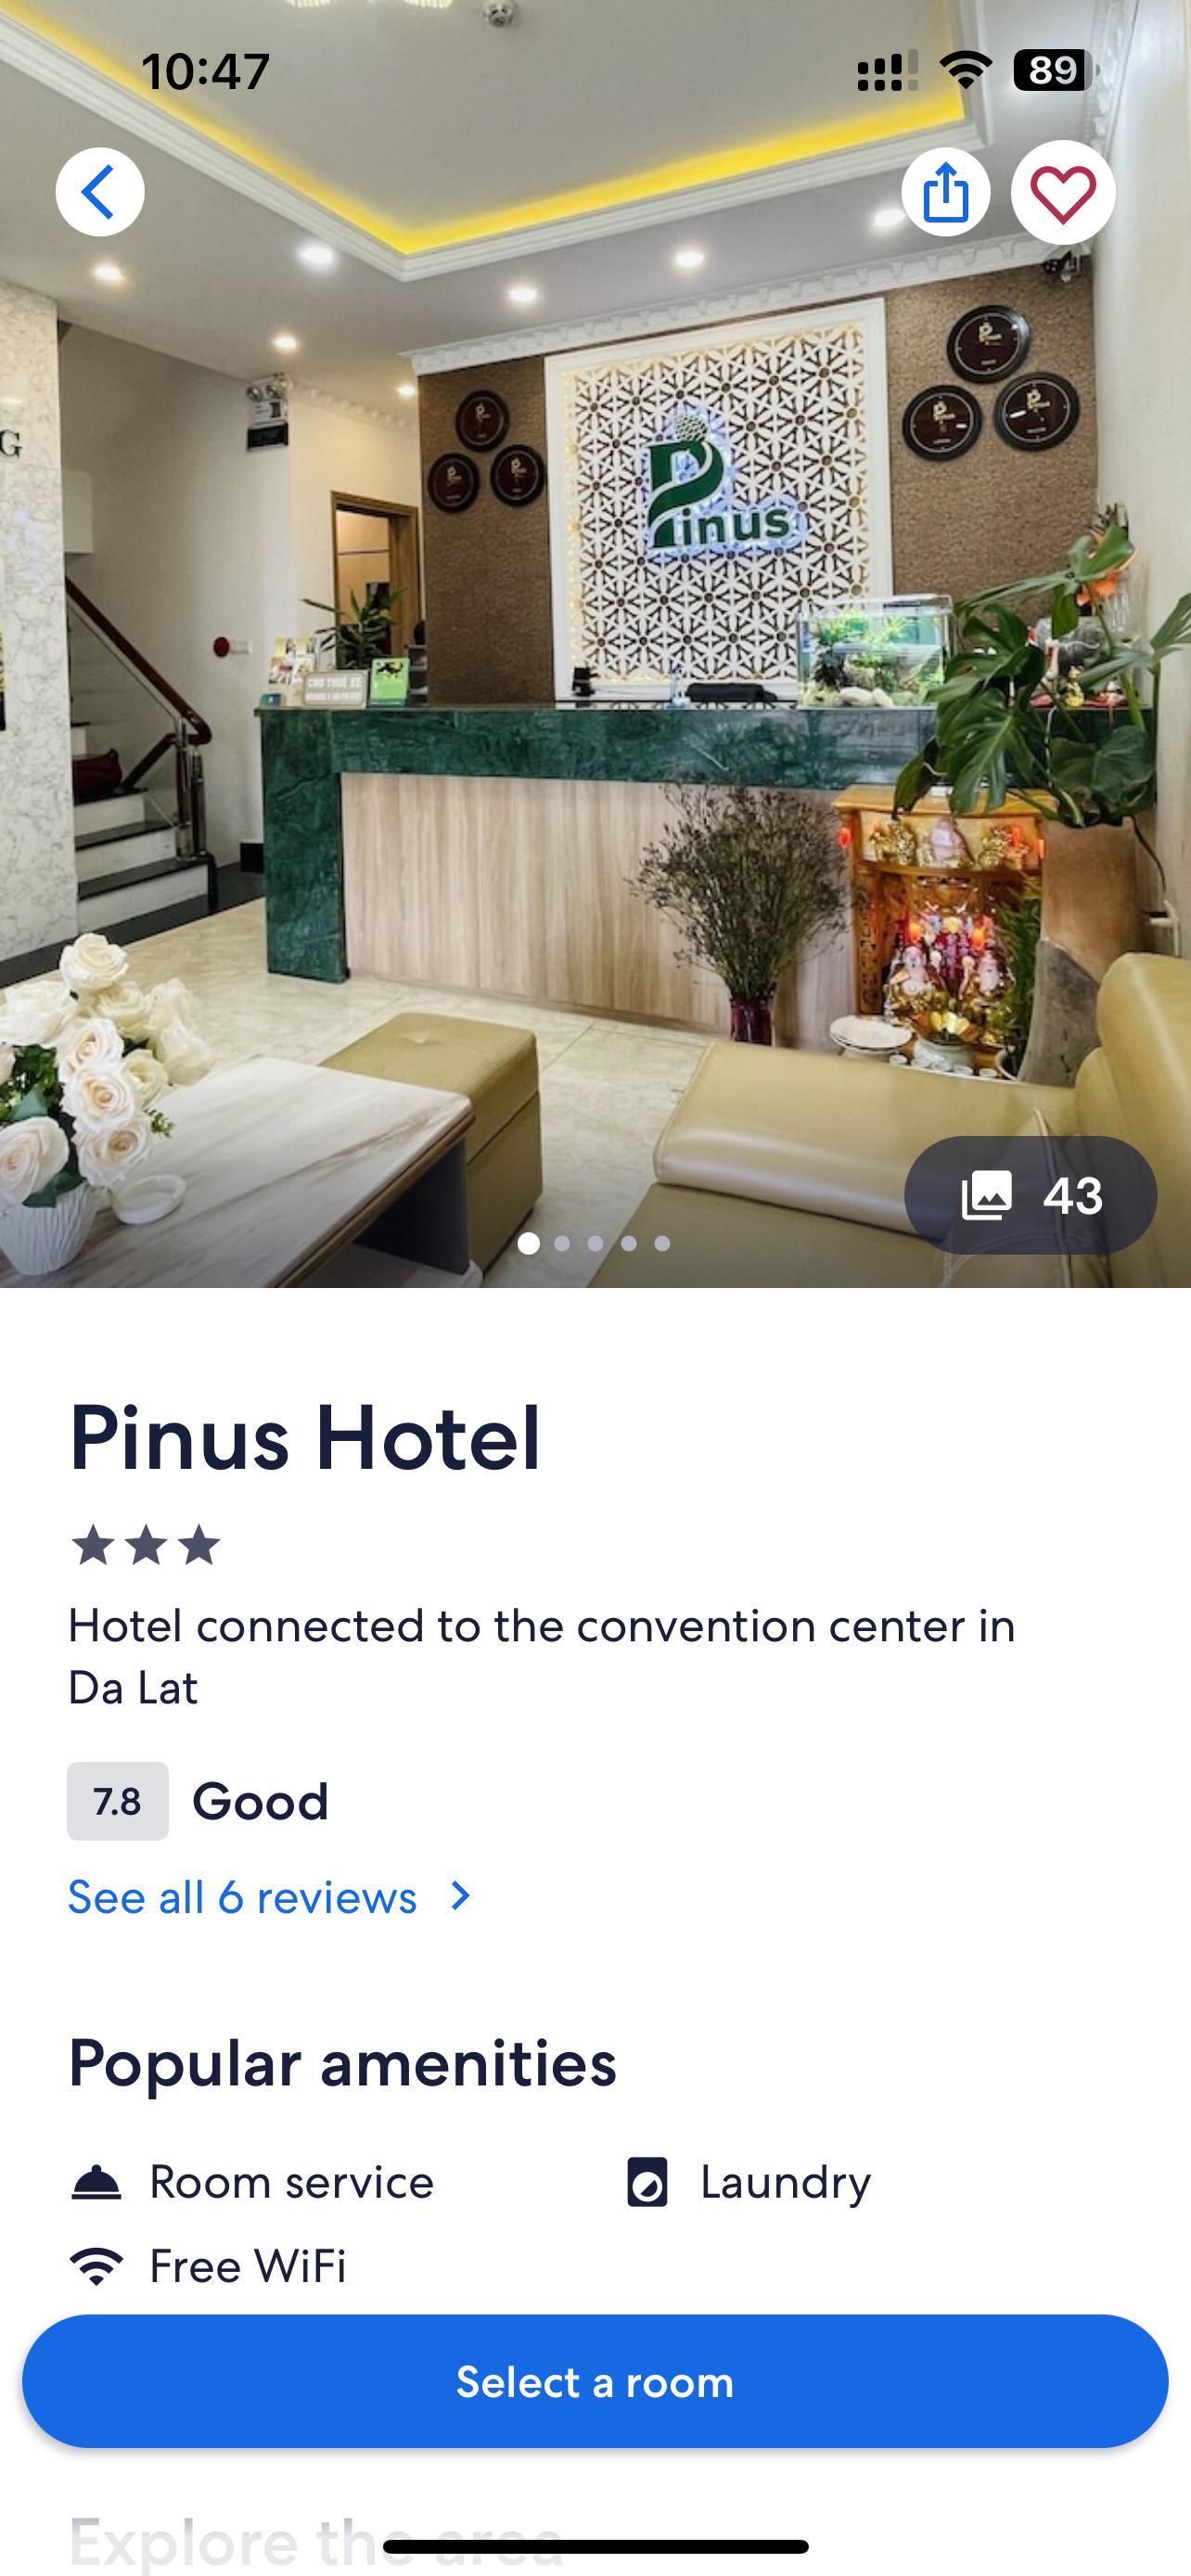 10:47
89
G
Pinus
CHO THUÊ XE
43
Pinus Hotel
Hotel connected to the convention center in
Da Lat
7.8 Good
See all 6 reviews
Popular amenities
Room service
Laundry
Free WiFi
Select a room
Explore the area